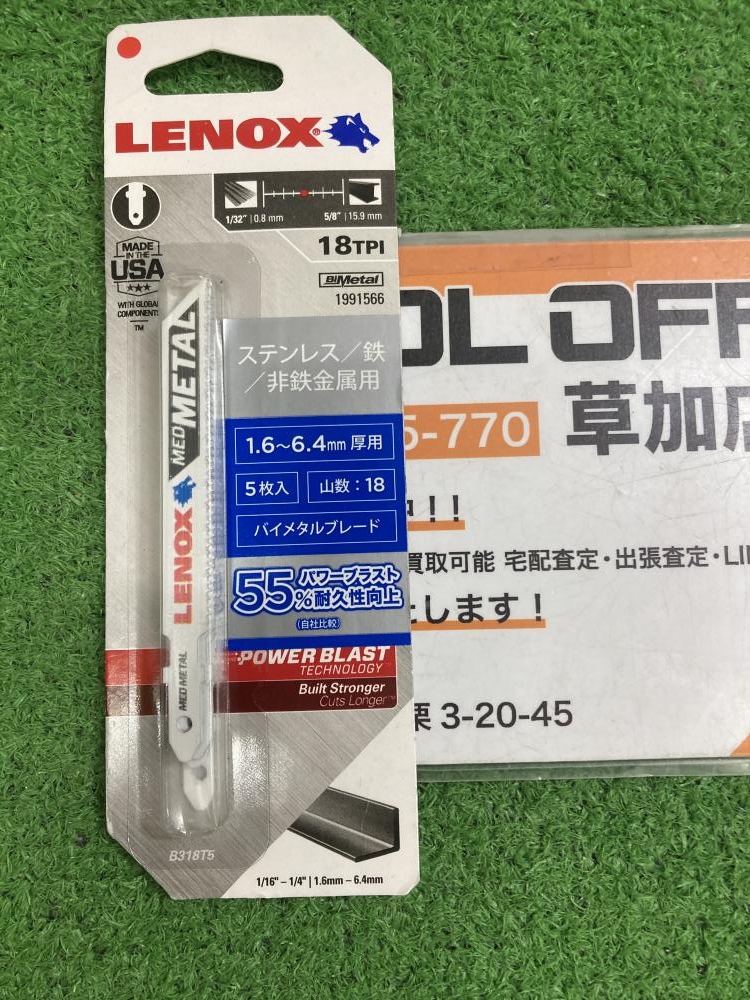 LENOX®
1/32" | 0.8 mm
5/8" | 15.9 mm
18TPI
BiMetal
1991566
MADE
IN THE
USA
WITH GLOBAL
COMPONENTS
TM
MED METAL
LENOX
MED METAL
ステンレス／鉄
／非鉄金属用
1.6～6.4mm 厚用
5枚入
山数：18
バイメタルブレード
55%
パワーブラスト
耐久性向上
(自社比較)
POWER BLAST
TECHNOLOGY
Built Stronger
Cuts Longer™
B318T5
1/16" – 1/4" | 1.6mm – 6.4mm
OL OFF
5-770
草加店
!!
買取可能 宅配査定・出張査定・LI
たします！
栗 3-20-45